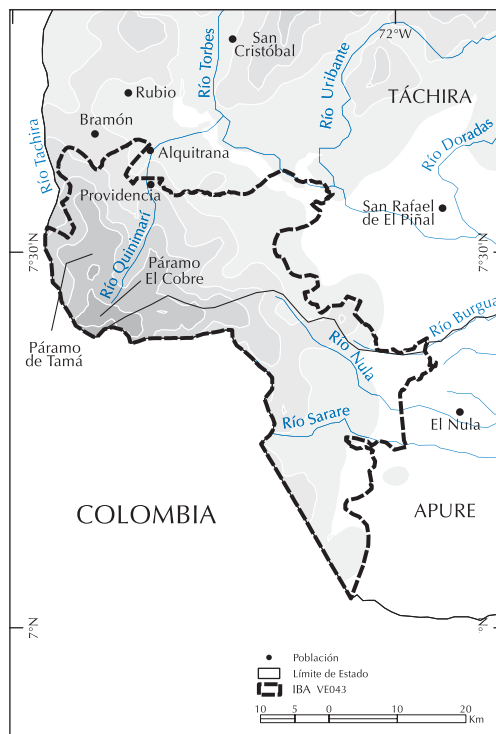 72°W
San
Cristóbal
Río Torbes
Río Uribante
TÁCHIRA
Rubio
Bramón
Río Doradas
Río Tachira
Alquitrana
Providencia
San Rafael
de El Piñal
Río Quinimarí
7°30'N
7°30'N
Páramo
El Cobre
Río Burgua
Páramo
de Tamá
Río Nula
El Nula
Río Sarare
COLOMBIA
APURE
7°N
°N
Población
Límite de Estado
IBA VE043
10 0 10 20
Km